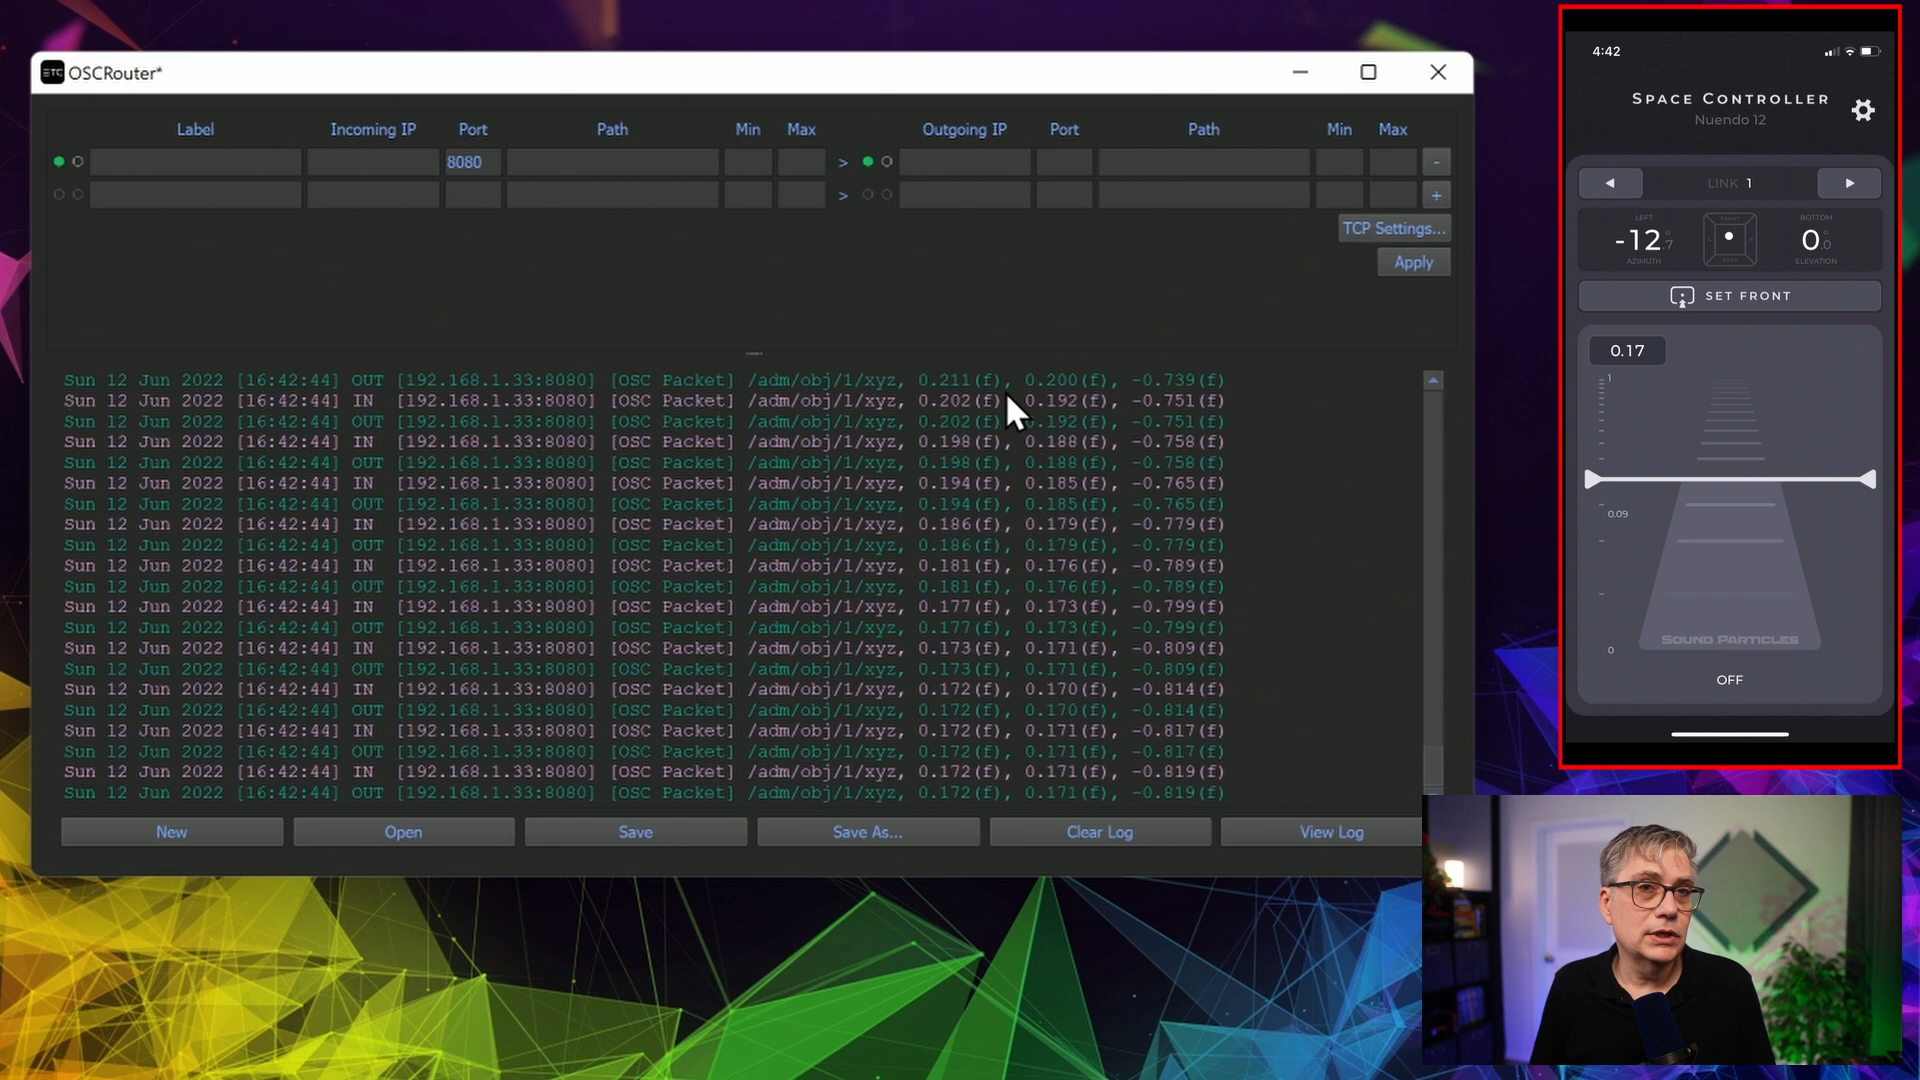 ETC OSCRouter*
Label Incoming IP Port Path Min Max Outgoing IP Port Path Min Max
8080 > -
> +
TCP Settings...
Apply
Sun 12 Jun 2022 [16:42:44] OUT [192.168.1.33:8080] [OSC Packet] /adm/obj/1/xyz, 0.211(f), 0.200(f), -0.739(f)
Sun 12 Jun 2022 [16:42:44] IN [192.168.1.33:8080] [OSC Packet] /adm/obj/1/xyz, 0.202(f), 0.192(f), -0.751(f)
Sun 12 Jun 2022 [16:42:44] OUT [192.168.1.33:8080] [OSC Packet] /adm/obj/1/xyz, 0.202(f), 0.192(f), -0.751(f)
Sun 12 Jun 2022 [16:42:44] IN [192.168.1.33:8080] [OSC Packet] /adm/obj/1/xyz, 0.198(f), 0.188(f), -0.758(f)
Sun 12 Jun 2022 [16:42:44] OUT [192.168.1.33:8080] [OSC Packet] /adm/obj/1/xyz, 0.198(f), 0.188(f), -0.758(f)
Sun 12 Jun 2022 [16:42:44] IN [192.168.1.33:8080] [OSC Packet] /adm/obj/1/xyz, 0.194(f), 0.185(f), -0.765(f)
Sun 12 Jun 2022 [16:42:44] OUT [192.168.1.33:8080] [OSC Packet] /adm/obj/1/xyz, 0.194(f), 0.185(f), -0.765(f)
Sun 12 Jun 2022 [16:42:44] IN [192.168.1.33:8080] [OSC Packet] /adm/obj/1/xyz, 0.186(f), 0.179(f), -0.779(f)
Sun 12 Jun 2022 [16:42:44] OUT [192.168.1.33:8080] [OSC Packet] /adm/obj/1/xyz, 0.186(f), 0.179(f), -0.779(f)
Sun 12 Jun 2022 [16:42:44] IN [192.168.1.33:8080] [OSC Packet] /adm/obj/1/xyz, 0.181(f), 0.176(f), -0.789(f)
Sun 12 Jun 2022 [16:42:44] OUT [192.168.1.33:8080] [OSC Packet] /adm/obj/1/xyz, 0.181(f), 0.176(f), -0.789(f)
Sun 12 Jun 2022 [16:42:44] IN [192.168.1.33:8080] [OSC Packet] /adm/obj/1/xyz, 0.177(f), 0.173(f), -0.799(f)
Sun 12 Jun 2022 [16:42:44] OUT [192.168.1.33:8080] [OSC Packet] /adm/obj/1/xyz, 0.177(f), 0.173(f), -0.799(f)
Sun 12 Jun 2022 [16:42:44] IN [192.168.1.33:8080] [OSC Packet] /adm/obj/1/xyz, 0.173(f), 0.171(f), -0.809(f)
Sun 12 Jun 2022 [16:42:44] OUT [192.168.1.33:8080] [OSC Packet] /adm/obj/1/xyz, 0.173(f), 0.171(f), -0.809(f)
Sun 12 Jun 2022 [16:42:44] IN [192.168.1.33:8080] [OSC Packet] /adm/obj/1/xyz, 0.172(f), 0.170(f), -0.814(f)
Sun 12 Jun 2022 [16:42:44] OUT [192.168.1.33:8080] [OSC Packet] /adm/obj/1/xyz, 0.172(f), 0.170(f), -0.814(f)
Sun 12 Jun 2022 [16:42:44] IN [192.168.1.33:8080] [OSC Packet] /adm/obj/1/xyz, 0.172(f), 0.171(f), -0.817(f)
Sun 12 Jun 2022 [16:42:44] OUT [192.168.1.33:8080] [OSC Packet] /adm/obj/1/xyz, 0.172(f), 0.171(f), -0.817(f)
Sun 12 Jun 2022 [16:42:44] IN [192.168.1.33:8080] [OSC Packet] /adm/obj/1/xyz, 0.172(f), 0.171(f), -0.819(f)
Sun 12 Jun 2022 [16:42:44] OUT [192.168.1.33:8080] [OSC Packet] /adm/obj/1/xyz, 0.172(f), 0.171(f), -0.819(f)
New Open Save Save As... Clear Log View Log
4:42
SPACE CONTROLLER
Nuendo 12
LINK 1
LEFT BOTTOM
-12°.7 0°.0
AZIMUTH ELEVATION
SET FRONT
0.17
1
0.09
SOUND PARTICLES
0
OFF